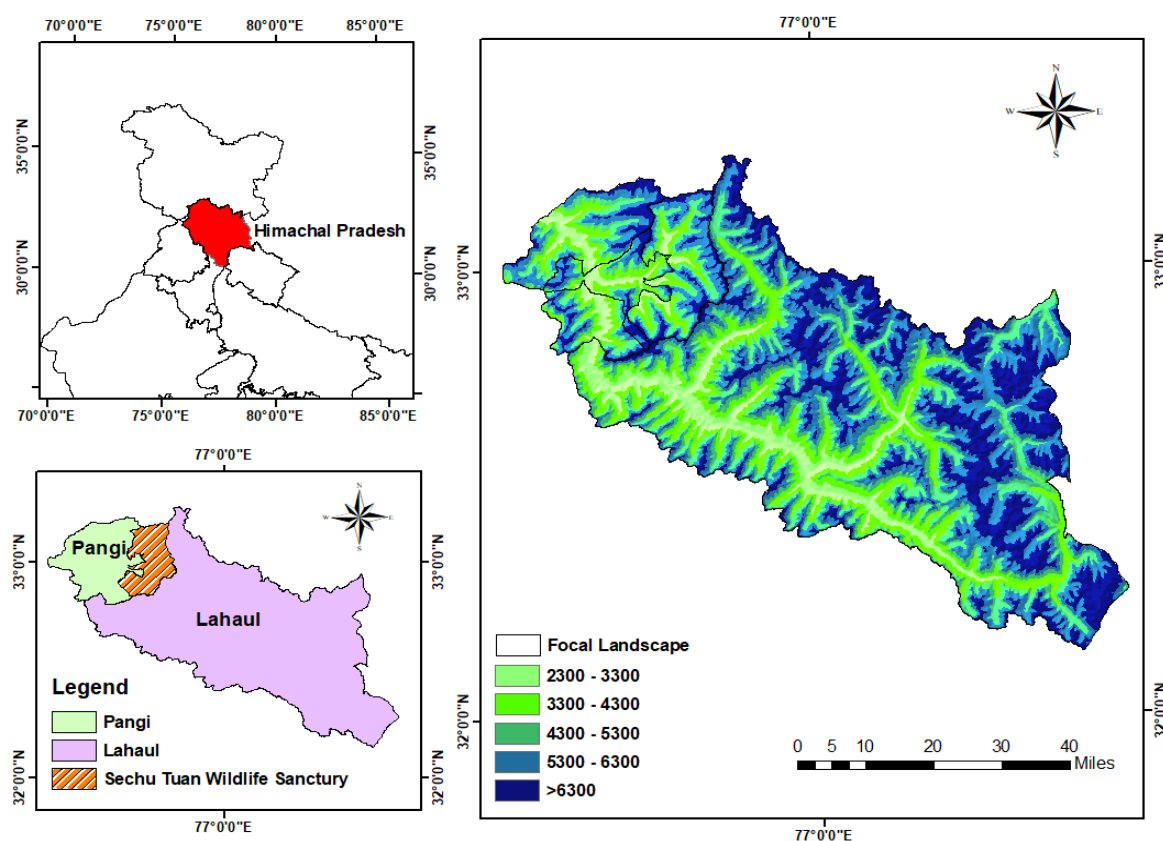 70°0'0"E 75°0'0"E 80°0'0"E 85°0'0"E
35°0'0"N
35°0'0"N
Himachal Pradesh
30°0'0"N
30°0'0"N
70°0'0"E 75°0'0"E 80°0'0"E 85°0'0"E
77°0'0"E
N
W E
S
33°0'0"N
33°0'0"N
Pangi
Lahaul
Legend
Pangi
Lahaul
Sechu Tuan Wildlife Sanctury
32°0'0"N
32°0'0"N
77°0'0"E
77°0'0"E
N
W E
S
33°0'0"N
33°0'0"N
Focal Landscape
2300 - 3300
3300 - 4300
4300 - 5300
5300 - 6300
>6300
32°0'0"N
32°0'0"N
0 5 10 20 30 40
Miles
77°0'0"E